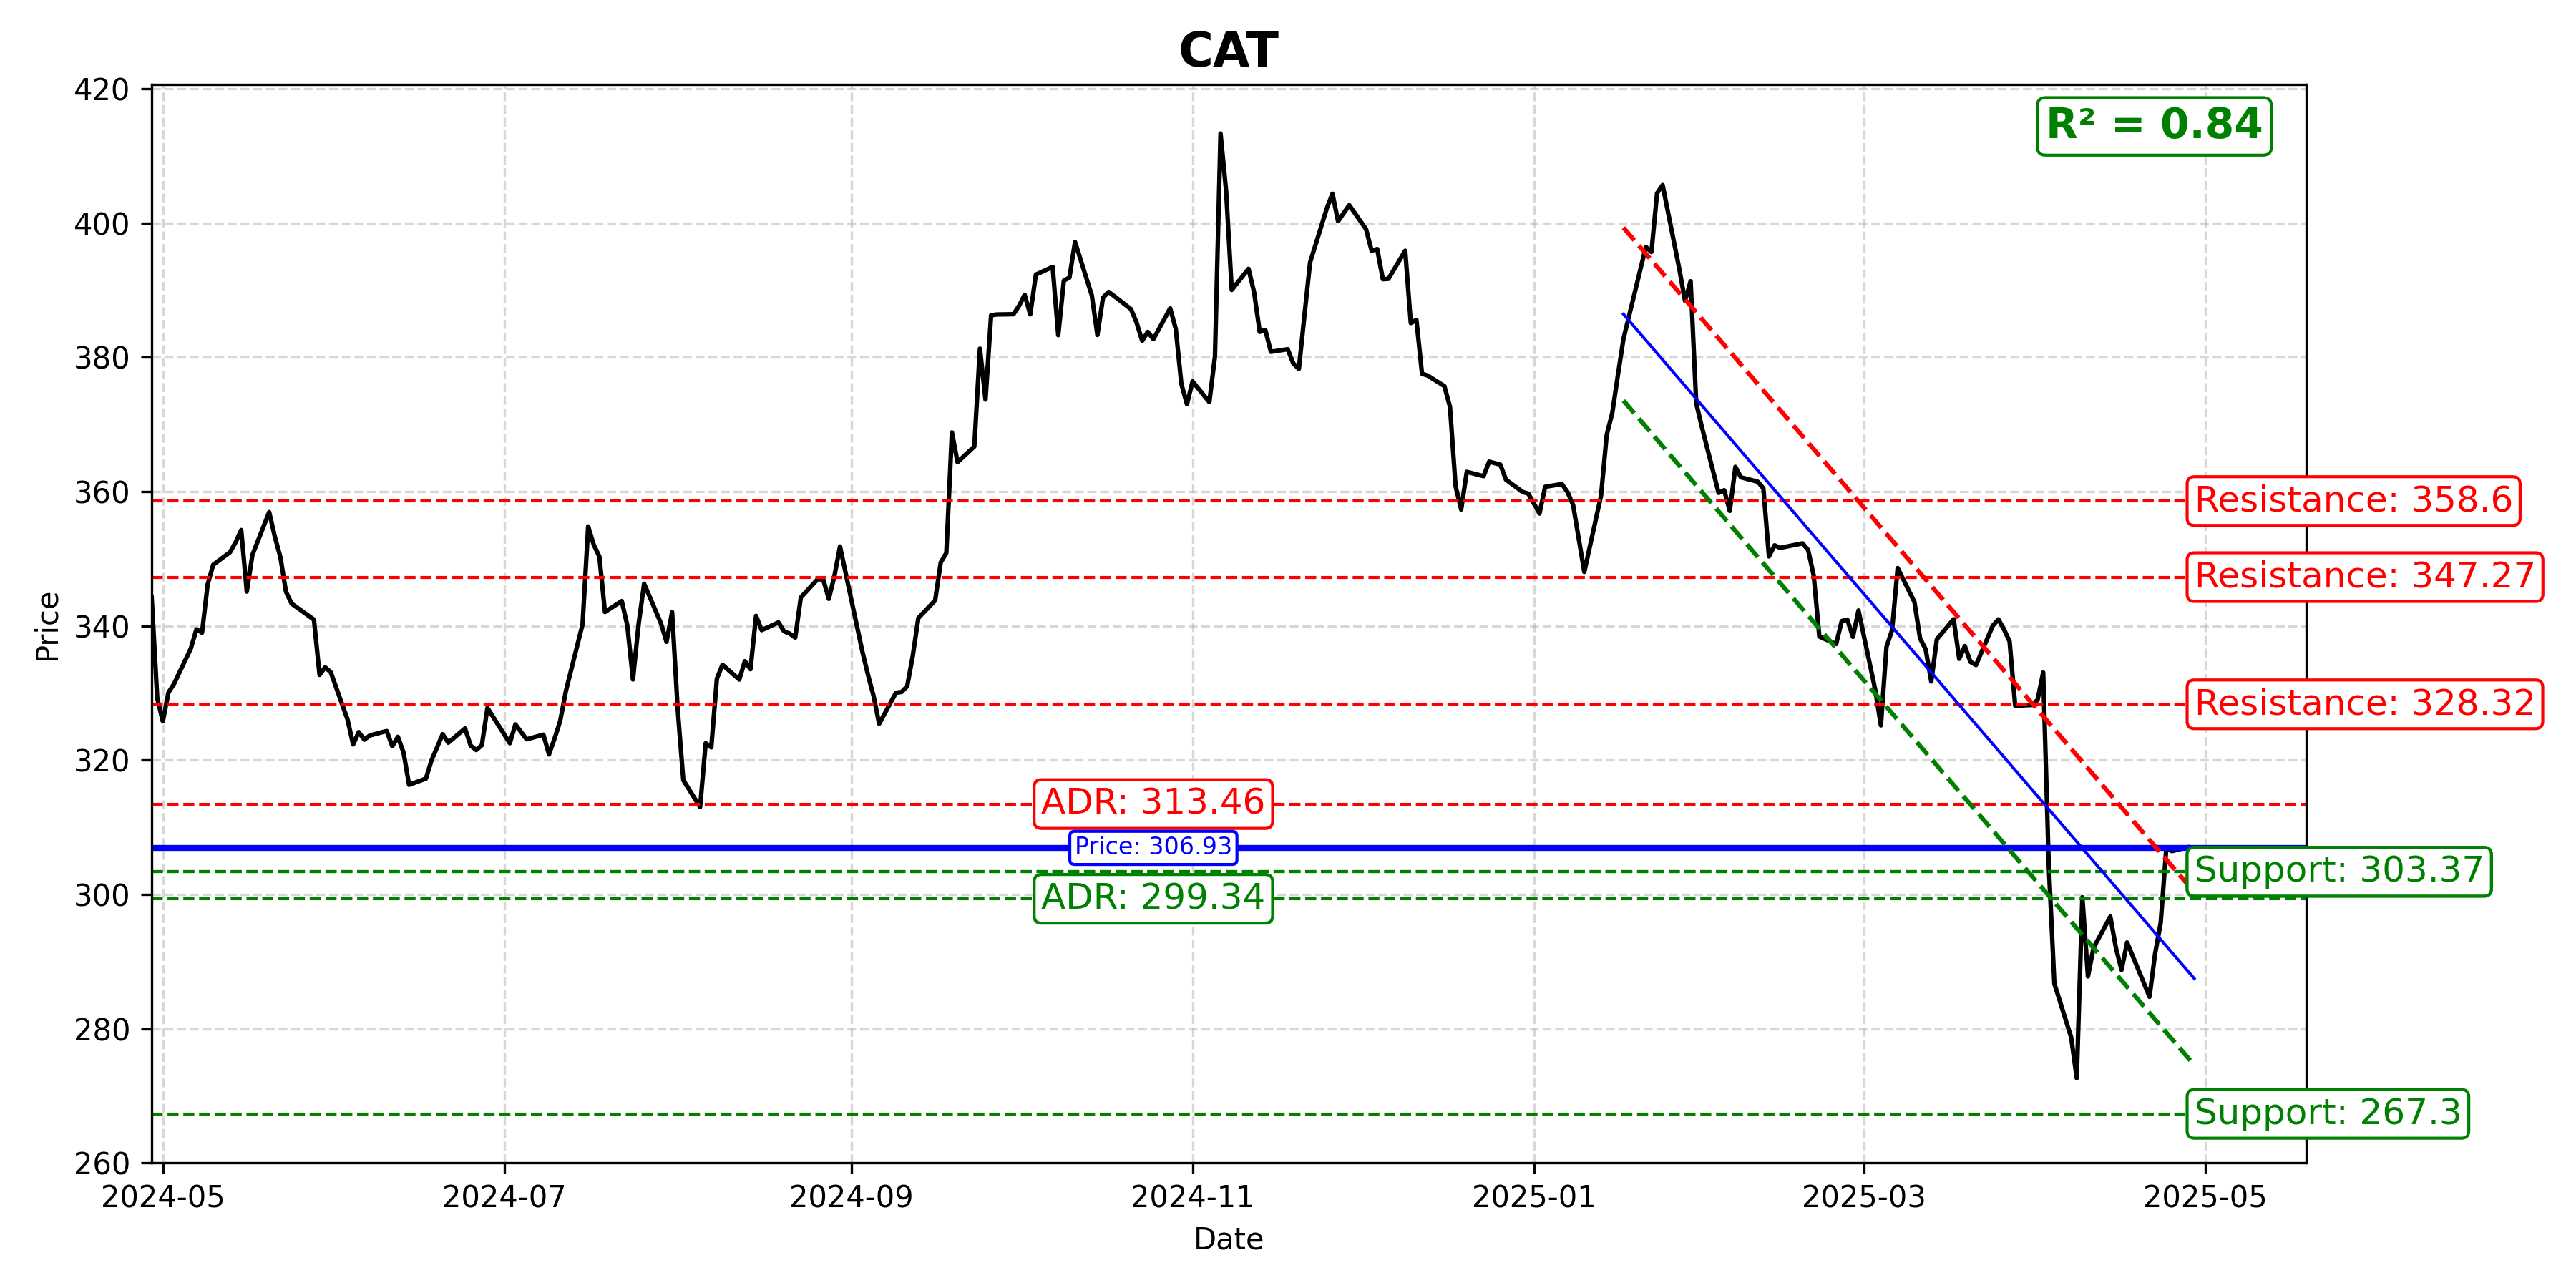 CAT
R² = 0.84
420
400
380
360
340
320
300
280
260
Price
Resistance: 358.6
Resistance: 347.27
Resistance: 328.32
ADR: 313.46
Price: 306.93
Support: 303.37
ADR: 299.34
Support: 267.3
2024-05
2024-07
2024-09
2024-11
2025-01
2025-03
2025-05
Date